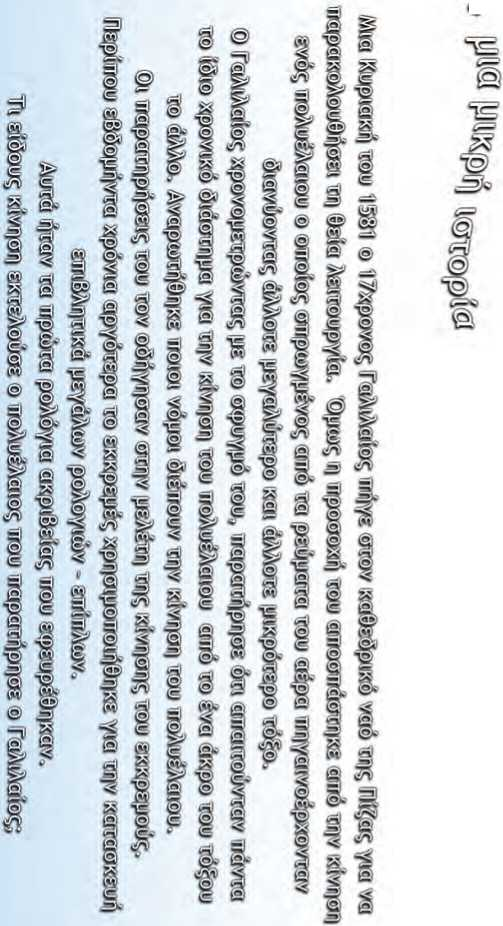 μια μικρή ιστορία
Μια Κυριακή του 1581 ο 17χρονος Γαλιλαίος πήγε στον καθεδρικό ναό της Πίζας για να
παρακολουθήσει τη θεία λειτουργία. Όμως η προσοχή του αποσπάστηκε από την κίνηση
ενός πολυέλαιου ο οποίος σπρωγμένος από τα ρεύματα του αέρα πηγαινοέρχονταν
διανύοντας άλλοτε μεγαλύτερο και άλλοτε μικρότερο τόξο.
Ο Γαλιλαίος χρονομετρώντας με το σφυγμό του, παρατήρησε ότι απαιτούνταν πάντα
το ίδιο χρονικό διάστημα για την κίνηση του πολυέλαιου από το ένα άκρο του τόξου
το άλλο. Αναρωτήθηκε ποιοι νόμοι διέπουν την κίνηση του πολυέλαιου.
Οι παρατηρήσεις του τον οδήγησαν στην μελέτη της κίνησης του εκκρεμούς.
Περίπου εβδομήντα χρόνια αργότερα το εκκρεμές χρησιμοποιήθηκε για την κατασκευή
επιβλητικά μεγάλων ρολογιών - επίπλων.
Αυτά ήταν τα πρώτα ρολόγια ακριβείας που εφευρέθηκαν.
Τι είδους κίνηση εκτελούσε ο πολυέλαιος που παρατήρησε ο Γαλιλαίος;